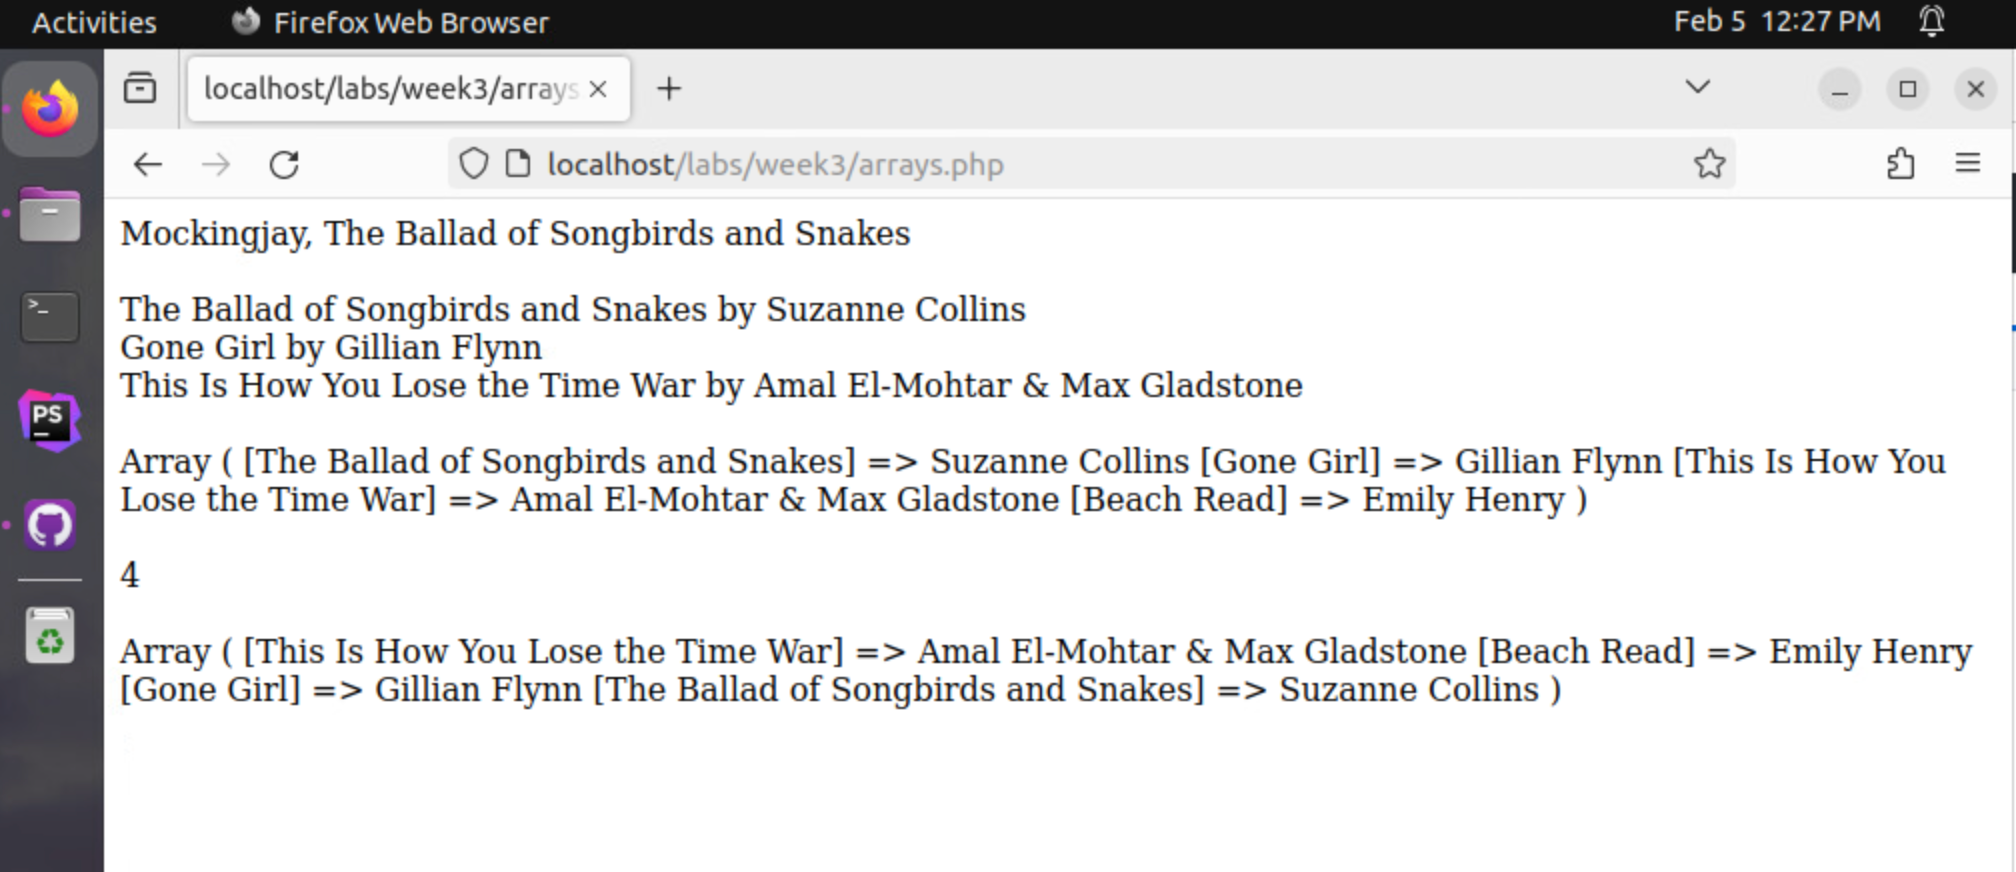 Activities Firefox Web Browser Feb 5 12:27 PM
localhost/labs/week3/arrays
localhost/labs/week3/arrays.php
Mockingjay, The Ballad of Songbirds and Snakes
The Ballad of Songbirds and Snakes by Suzanne Collins
Gone Girl by Gillian Flynn
This Is How You Lose the Time War by Amal El-Mohtar & Max Gladstone
Array ( [The Ballad of Songbirds and Snakes] => Suzanne Collins [Gone Girl] => Gillian Flynn [This Is How You
Lose the Time War] => Amal El-Mohtar & Max Gladstone [Beach Read] => Emily Henry )
4
Array ( [This Is How You Lose the Time War] => Amal El-Mohtar & Max Gladstone [Beach Read] => Emily Henry
[Gone Girl] => Gillian Flynn [The Ballad of Songbirds and Snakes] => Suzanne Collins )
PS